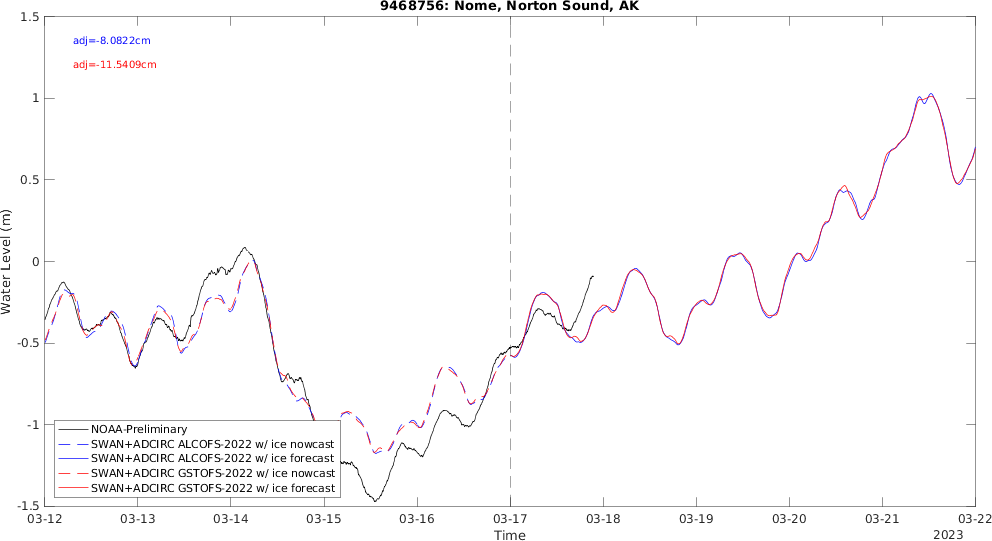 9468756: Nome, Norton Sound, AK
1.5
adj=-8.0822cm
adj=-11.5409cm
1
0.5
0
-0.5
-1
-1.5
Water Level (m)
NOAA-Preliminary
SWAN+ADCIRC ALCOFS-2022 w/ ice nowcast
SWAN+ADCIRC ALCOFS-2022 w/ ice forecast
SWAN+ADCIRC GSTOFS-2022 w/ ice nowcast
SWAN+ADCIRC GSTOFS-2022 w/ ice forecast
03-12 03-13 03-14 03-15 03-16 03-17 03-18 03-19 03-20 03-21 03-22
Time
2023